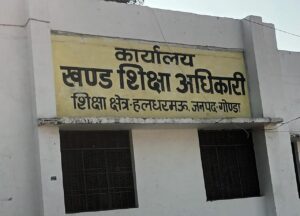 कार्यालय
खण्ड शिक्षा अधिकारी
शिक्षा क्षेत्र-हलधरमऊ, जनपद-गोण्डा